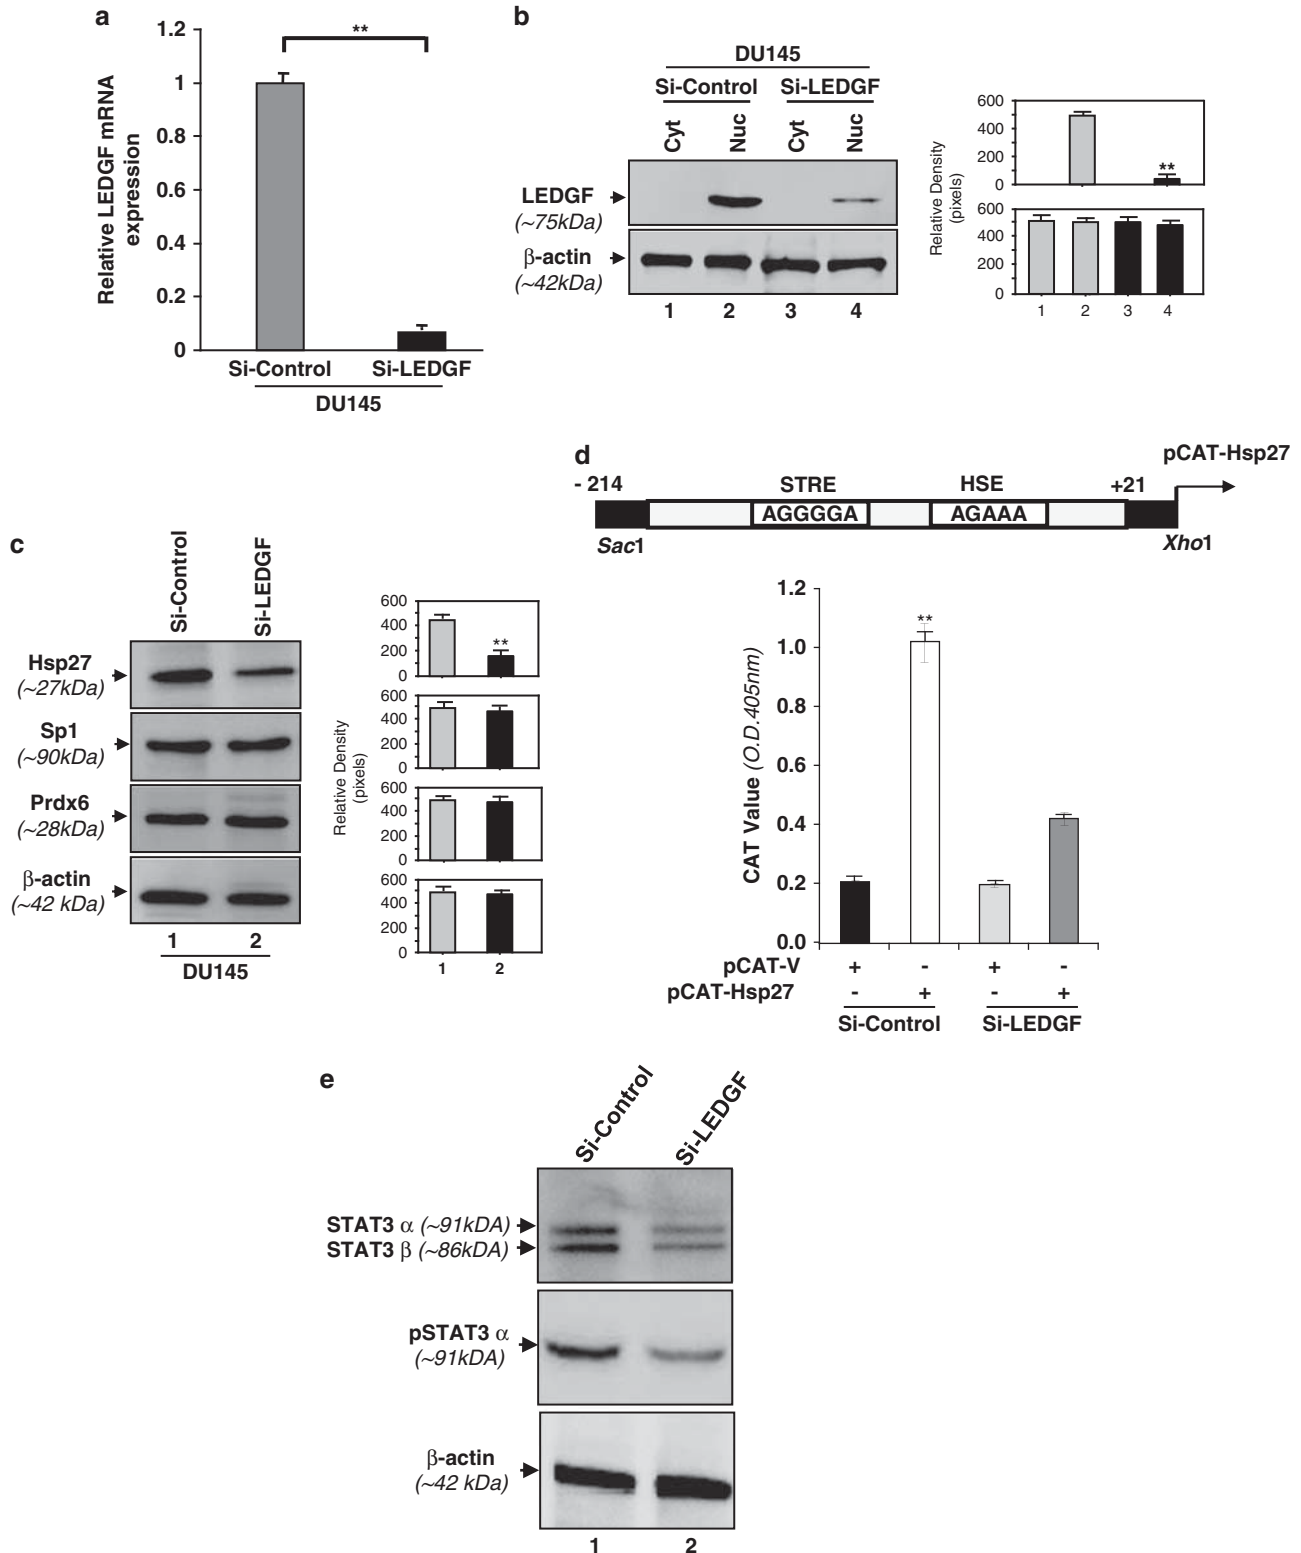 a
1.2
1
0.8
0.6
0.4
0.2
0
Relative LEDGF mRNA
expression
**
Si-Control
Si-LEDGF
DU145
b
DU145
Si-Control
Si-LEDGF
Cyt
Nuc
Cyt
Nuc
LEDGF
(~75kDa)
β-actin
(~42kDa)
1 2 3 4
Relative Density
(pixels)
600
400
200
0
**
600
400
200
0
1 2 3 4
c
Si-Control
Si-LEDGF
Hsp27
(~27kDa)
Sp1
(~90kDa)
Prdx6
(~28kDa)
β-actin
(~42 kDa)
1 2
DU145
Relative Density
(pixels)
600
400
200
0
**
600
400
200
0
600
400
200
0
600
400
200
0
1 2
d
pCAT-Hsp27
- 214
STRE
HSE
+21
AGGGGA
AGAAA
Sac1
Xho1
CAT Value (O.D.405nm)
1.2
1.0
0.8
0.6
0.4
0.2
0.0
**
pCAT-V + - + -
pCAT-Hsp27 - + - +
Si-Control
Si-LEDGF
e
Si-Control
Si-LEDGF
STAT3 α (~91kDA)
STAT3 β (~86kDA)
pSTAT3 α
(~91kDA)
β-actin
(~42 kDa)
1 2